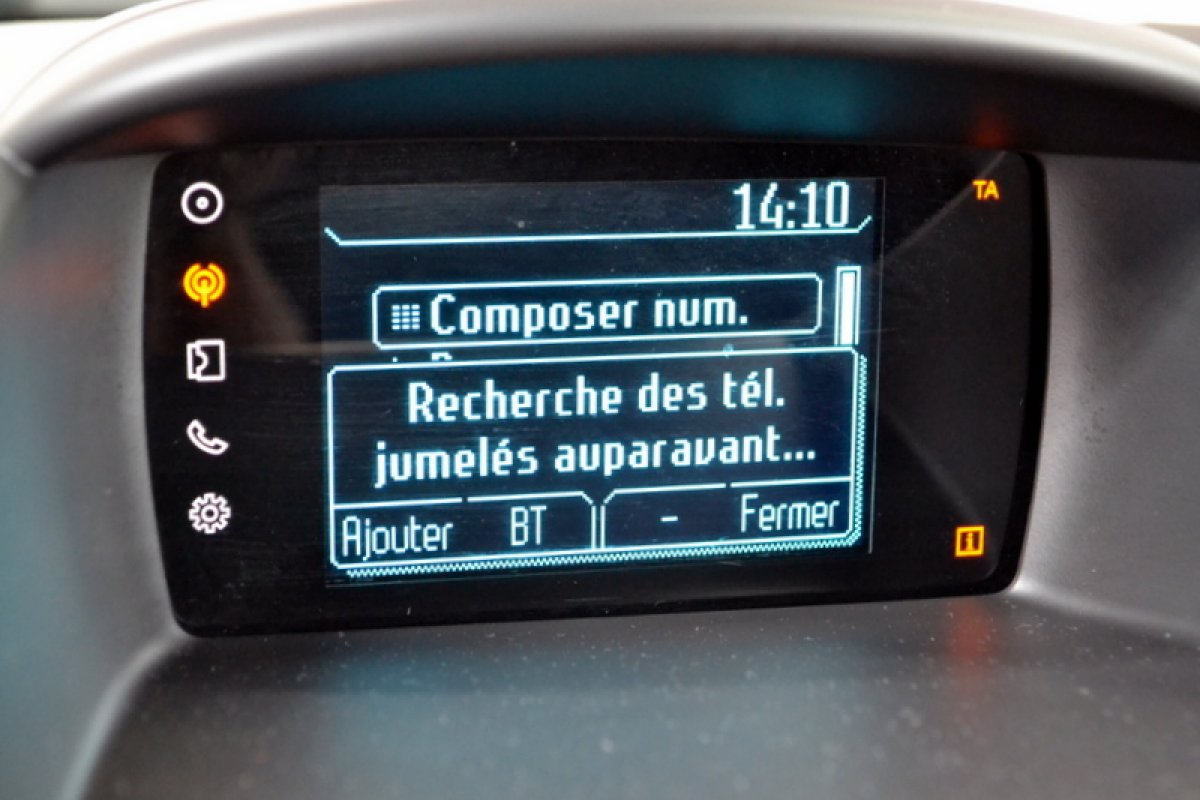 14:10
TA
Composer num.
Recherche des tél.
jumelés auparavant...
Ajouter BT - Fermer
i